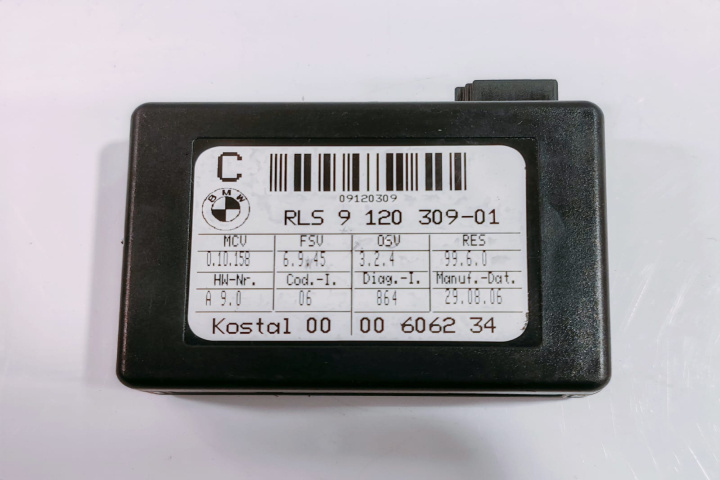 C
BMW
09120309
RLS 9 120 309-01
MCV FSV OSV RES
0.10.158 6.9.45 3.2.4 99.6.0
HW-Nr. Cod.-I. Diag.-I. Manuf.-Dat.
A 9.0 06 864 29.08.06
Kostal 00 00 6062 34